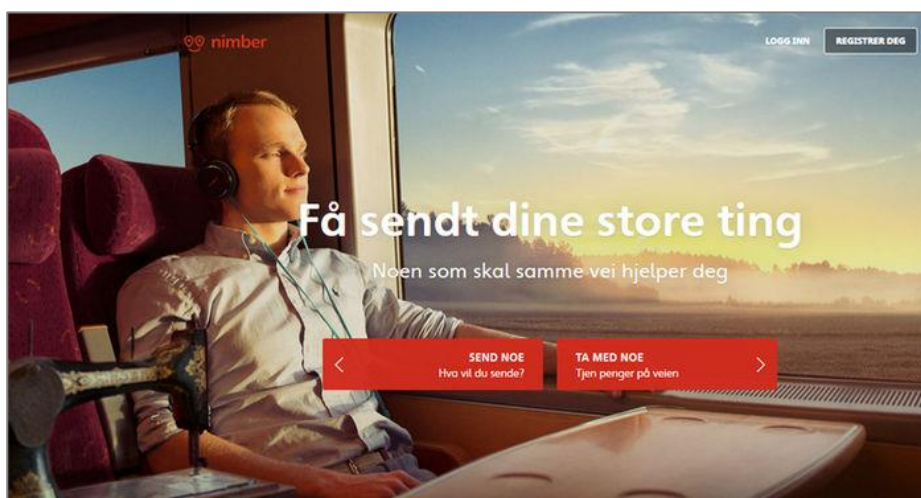 nimber
LOGG INN
REGISTRER DEG
Få sendt dine store ting
Noen som skal samme vei hjelper deg
SEND NOE
Hva vil du sende?
TA MED NOE
Tjen penger på veien